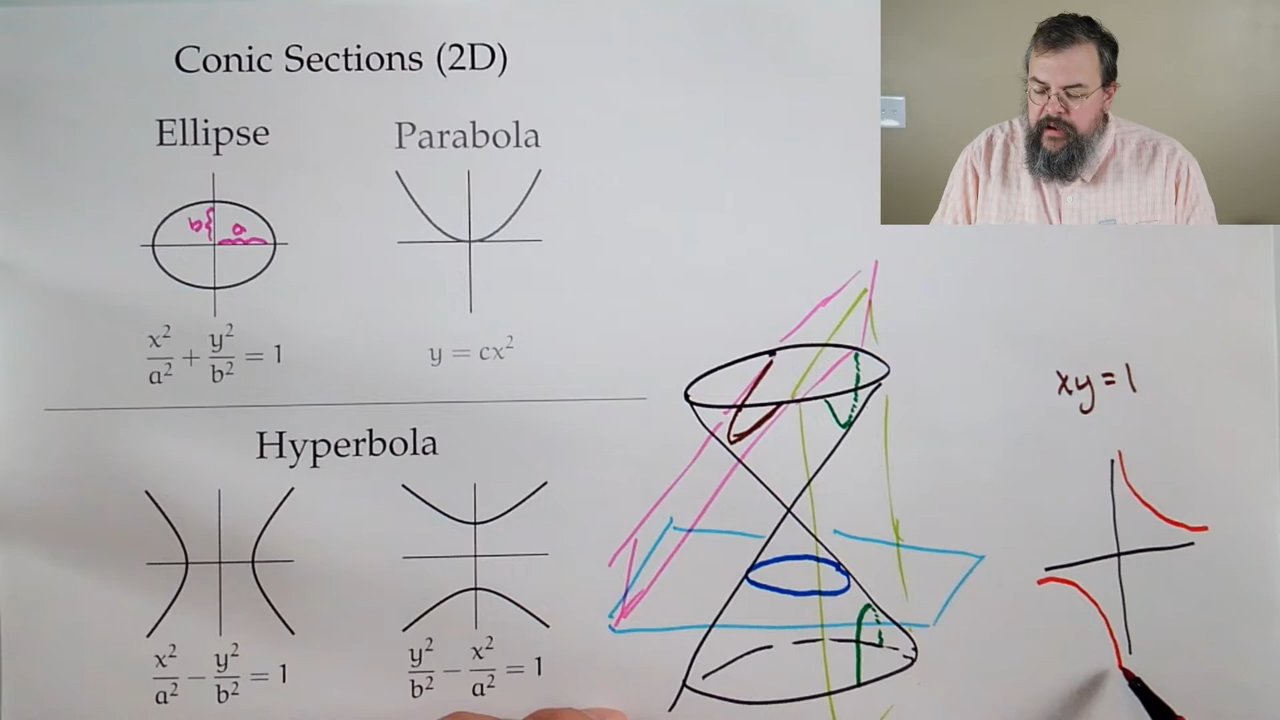 Conic Sections (2D)
Ellipse
Parabola
b a
x²/a² + y²/b² = 1
y = cx²
Hyperbola
x²/a² − y²/b² = 1
y²/b² − x²/a² = 1
xy = 1